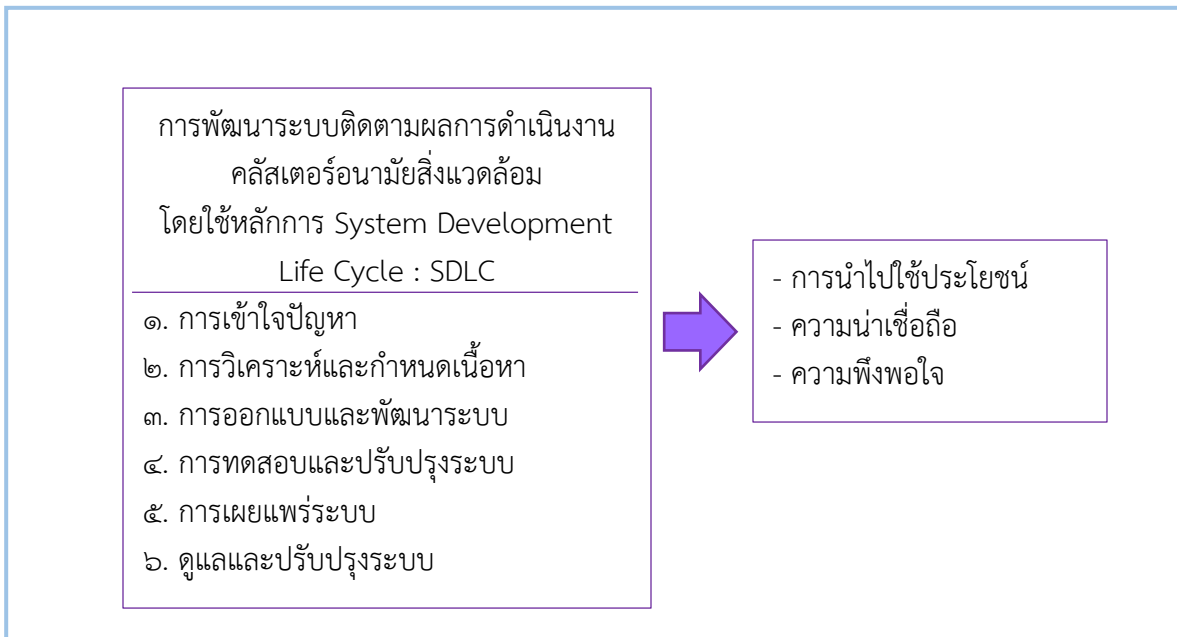 การพัฒนาระบบติดตามผลการดำเนินงาน
คลัสเตอร์อนามัยสิ่งแวดล้อม
โดยใช้หลักการ System Development
Life Cycle : SDLC
๑. การเข้าใจปัญหา
๒. การวิเคราะห์และกำหนดเนื้อหา
๓. การออกแบบและพัฒนาระบบ
๔. การทดสอบและปรับปรุงระบบ
๕. การเผยแพร่ระบบ
๖. ดูแลและปรับปรุงระบบ
- การนำไปใช้ประโยชน์
- ความน่าเชื่อถือ
- ความพึงพอใจ